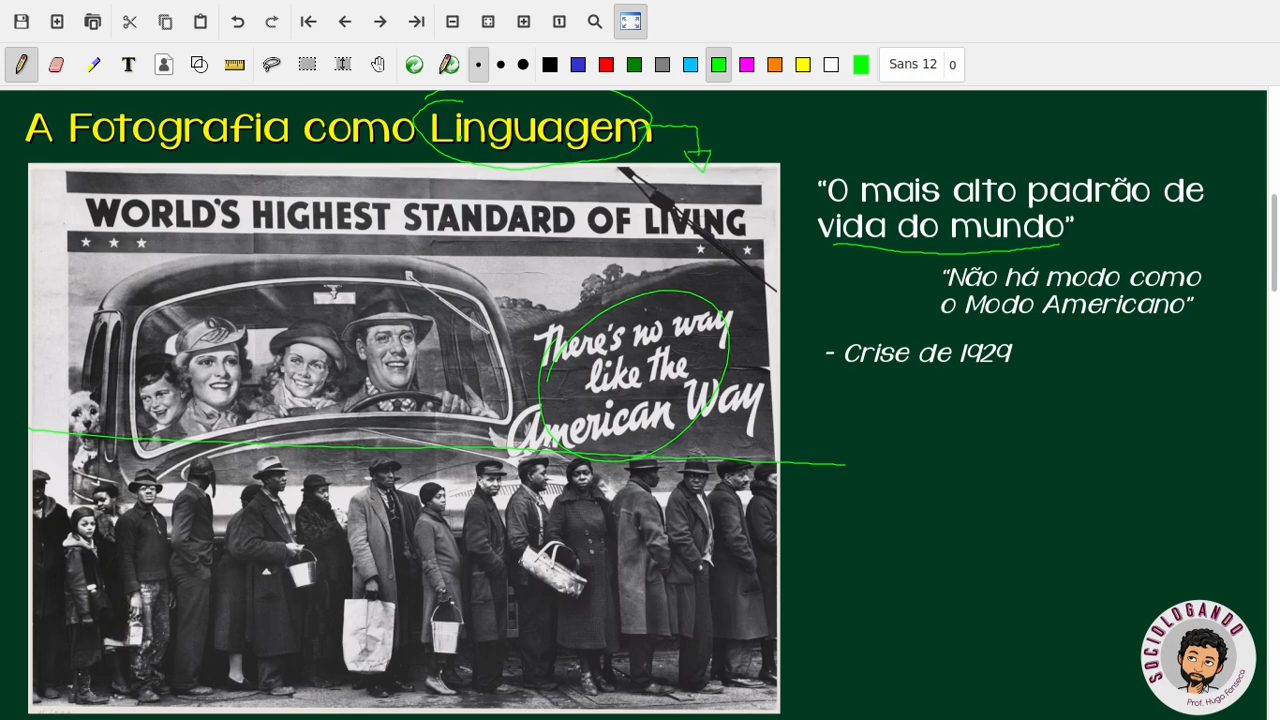 T
1
Sans 12
0
A Fotografia como Linguagem
WORLD'S HIGHEST STANDARD OF LIVING
There's no way
like the
American Way
"O mais alto padrão de
vida do mundo"
"Não há modo como
o Modo Americano"
- Crise de 1929
SOCIOLOGANDO
Prof. Hugo Fonseca